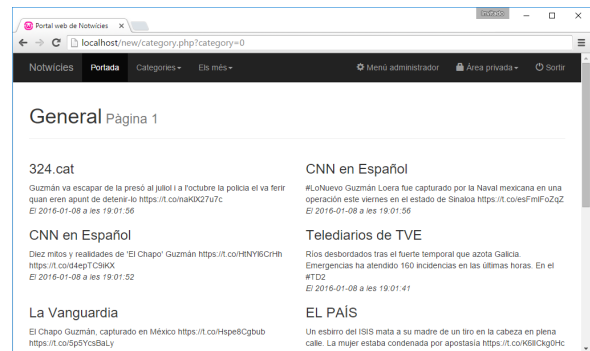 Portal web de Notwícies
localhost/new/category.php?category=0
Notwícies Portada Categories Els més Menú administrador Àrea privada Sortir
General Pàgina 1
324.cat
Guzmán va escapar de la presó al juliol i a l'octubre la policia el va ferir
quan eren apunt de detenir-lo https://t.co/naKlX27u7c
El 2016-01-08 a les 19:01:56
CNN en Español
#LoNuevo Guzmán Loera fue capturado por la Naval mexicana en una
operación este viernes en el estado de Sinaloa https://t.co/esFmlFoZqZ
El 2016-01-08 a les 19:01:56
CNN en Español
Diez mitos y realidades de 'El Chapo' Guzmán https://t.co/HtNYl6CrHh
https://t.co/d4epTC9iKX
El 2016-01-08 a les 19:01:52
Telediarios de TVE
Ríos desbordados tras el fuerte temporal que azota Galicia.
Emergencias ha atendido 160 incidencias en las últimas horas. En el
#TD2
El 2016-01-08 a les 19:01:41
La Vanguardia
El Chapo Guzmán, capturado en México https://t.co/Hspe8Cgbub
https://t.co/5p5YcsBaLy
EL PAÍS
Un esbirro del ISIS mata a su madre de un tiro en la cabeza en plena
calle. La mujer estaba condenada por apostasía https://t.co/K6llCkg0Hc